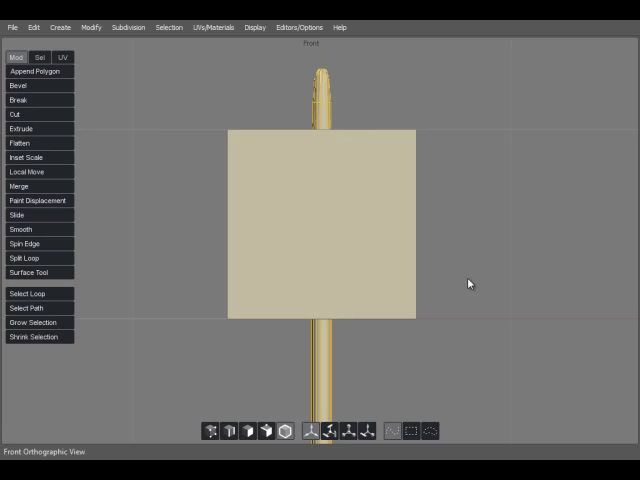 File Edit Create Modify Subdivision Selection UVs/Materials Display Editors/Options Help
Front
Mod Sel UV
Append Polygon
Bevel
Break
Cut
Extrude
Flatten
Inset Scale
Local Move
Merge
Paint Displacement
Slide
Smooth
Spin Edge
Split Loop
Surface Tool
Select Loop
Select Path
Grow Selection
Shrink Selection
Front Orthographic View